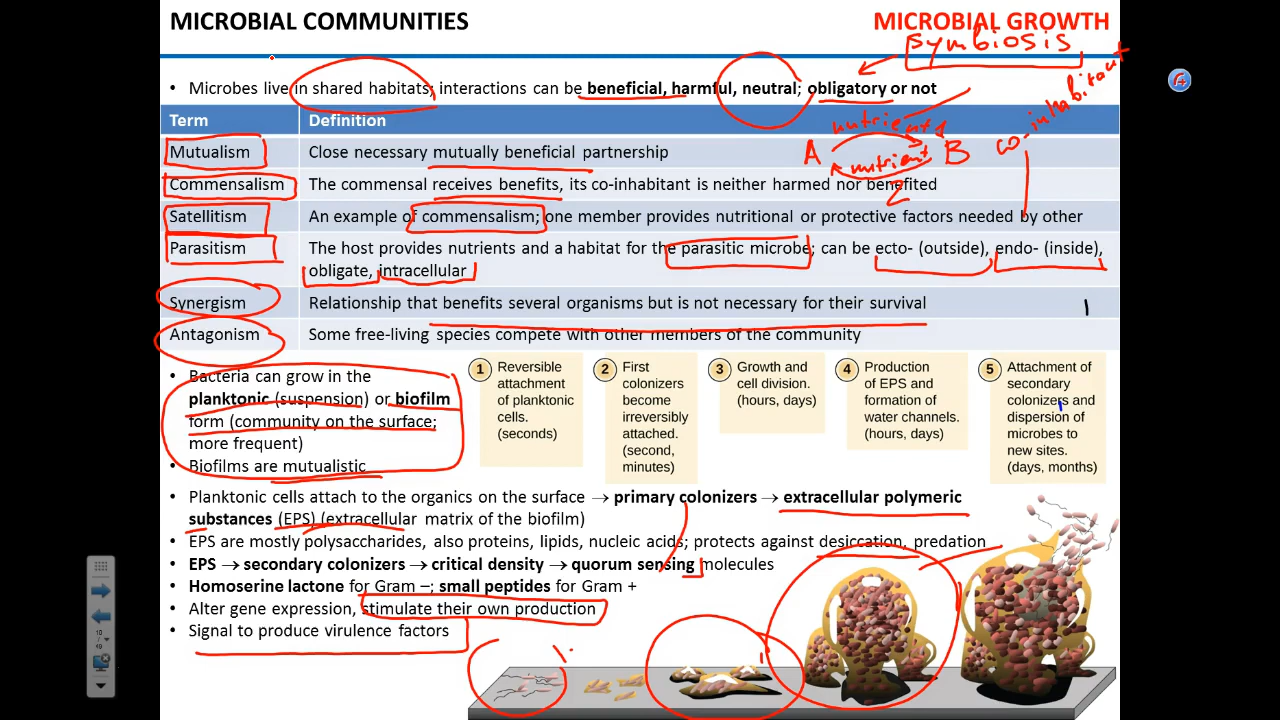 MICROBIAL COMMUNITIES
MICROBIAL GROWTH
symbiosis
• Microbes live in shared habitats; interactions can be beneficial, harmful, neutral; obligatory or not
co-inhabitant
Term Definition
nutrient 1
A B
nutrient
2
Mutualism Close necessary mutually beneficial partnership
Commensalism The commensal receives benefits, its co-inhabitant is neither harmed nor benefited
Satellitism An example of commensalism; one member provides nutritional or protective factors needed by other
Parasitism The host provides nutrients and a habitat for the parasitic microbe; can be ecto- (outside), endo- (inside),
obligate, intracellular
Synergism Relationship that benefits several organisms but is not necessary for their survival
Antagonism Some free-living species compete with other members of the community
• Bacteria can grow in the
planktonic (suspension) or biofilm
form (community on the surface;
more frequent)
• Biofilms are mutualistic
1 Reversible
attachment
of planktonic
cells.
(seconds)
2 First
colonizers
become
irreversibly
attached.
(second,
minutes)
3 Growth and
cell division.
(hours, days)
4 Production
of EPS and
formation of
water channels.
(hours, days)
5 Attachment of
secondary
colonizers and
dispersion of
microbes to
new sites.
(days, months)
• Planktonic cells attach to the organics on the surface → primary colonizers → extracellular polymeric
substances (EPS) (extracellular matrix of the biofilm)
• EPS are mostly polysaccharides, also proteins, lipids, nucleic acids; protects against desiccation, predation
• EPS → secondary colonizers → critical density → quorum sensing molecules
• Homoserine lactone for Gram –; small peptides for Gram +
• Alter gene expression, stimulate their own production
• Signal to produce virulence factors